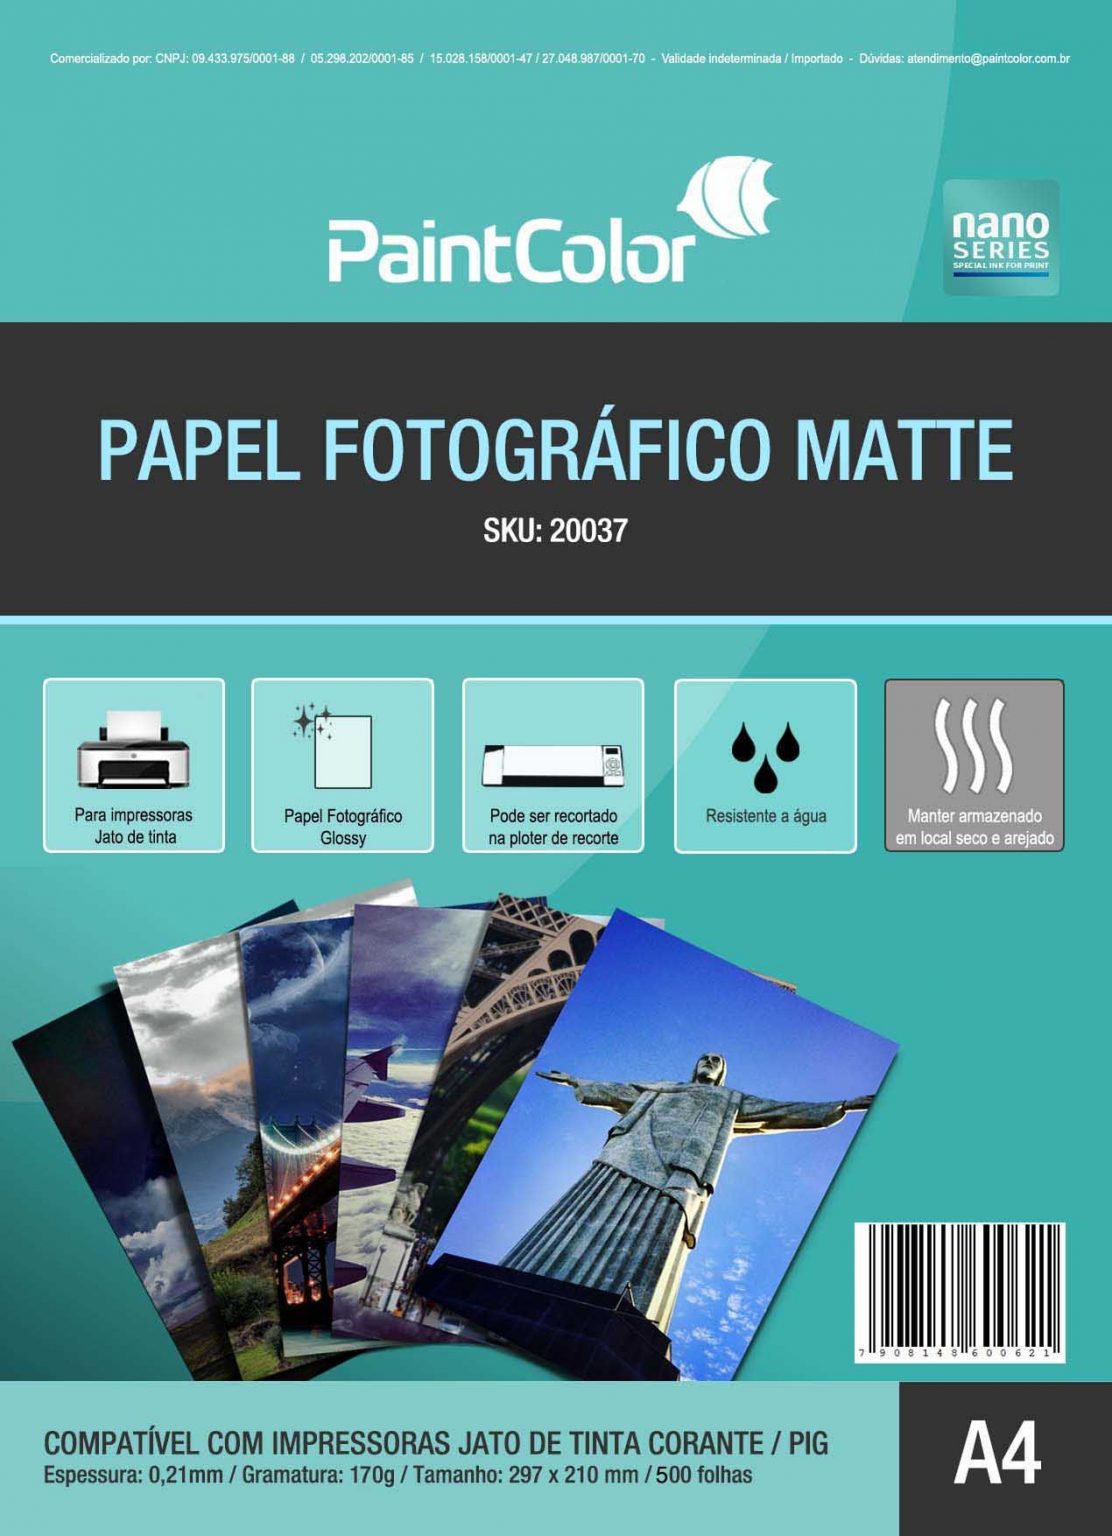 Comercializado por: CNPJ: 09.433.975/0001-88 / 05.298.202/0001-85 / 15.028.158/0001-47 / 27.048.987/0001-70 - Validade indeterminada / Importado - Dúvidas: atendimento@paintcolor.com.br
PaintColor
nano
SERIES
SPECIAL INK FOR PRINT
PAPEL FOTOGRÁFICO MATTE
SKU: 20037
Para impressoras
Jato de tinta
Papel Fotográfico
Glossy
Pode ser recortado
na ploter de recorte
Resistente a água
Manter armazenado
em local seco e arejado
7908148600621
COMPATÍVEL COM IMPRESSORAS JATO DE TINTA CORANTE / PIG
Espessura: 0,21mm / Gramatura: 170g / Tamanho: 297 x 210 mm / 500 folhas
A4